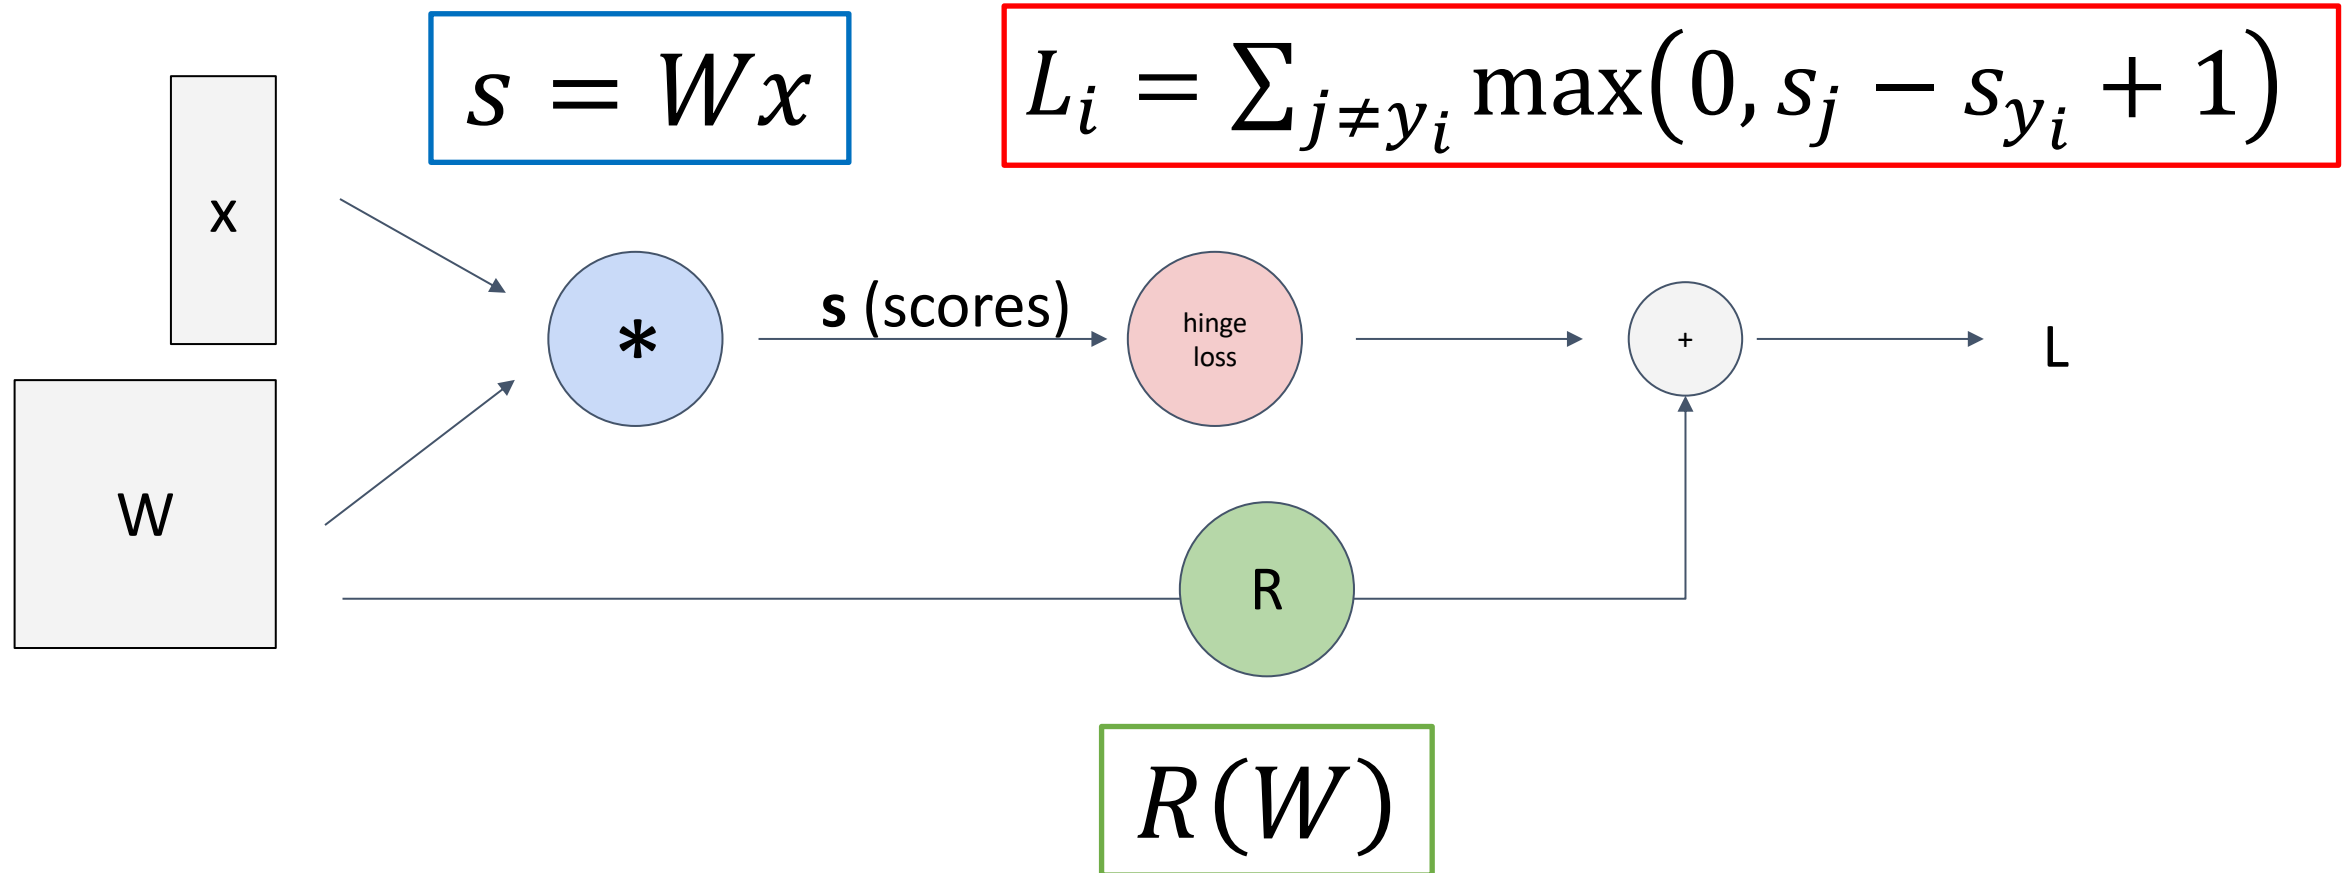 s = Wx
L_i = ∑_{j≠y_i} max(0, s_j − s_{y_i} + 1)
x
s (scores)
hinge
loss
*
+
L
W
R
R(W)